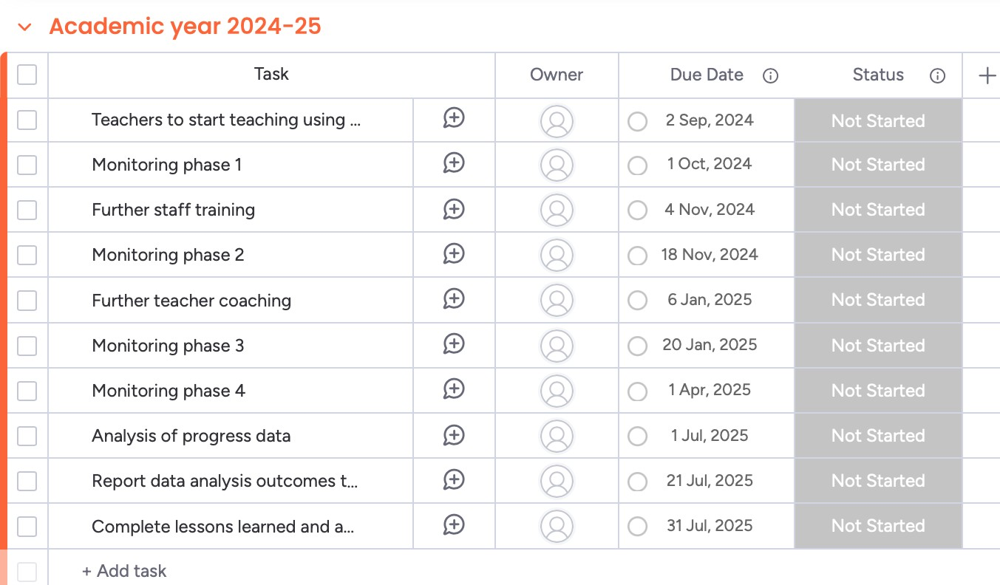 Academic year 2024-25
Task Owner Due Date Status
Teachers to start teaching using ... 2 Sep, 2024 Not Started
Monitoring phase 1 1 Oct, 2024 Not Started
Further staff training 4 Nov, 2024 Not Started
Monitoring phase 2 18 Nov, 2024 Not Started
Further teacher coaching 6 Jan, 2025 Not Started
Monitoring phase 3 20 Jan, 2025 Not Started
Monitoring phase 4 1 Apr, 2025 Not Started
Analysis of progress data 1 Jul, 2025 Not Started
Report data analysis outcomes t... 21 Jul, 2025 Not Started
Complete lessons learned and a... 31 Jul, 2025 Not Started
+ Add task